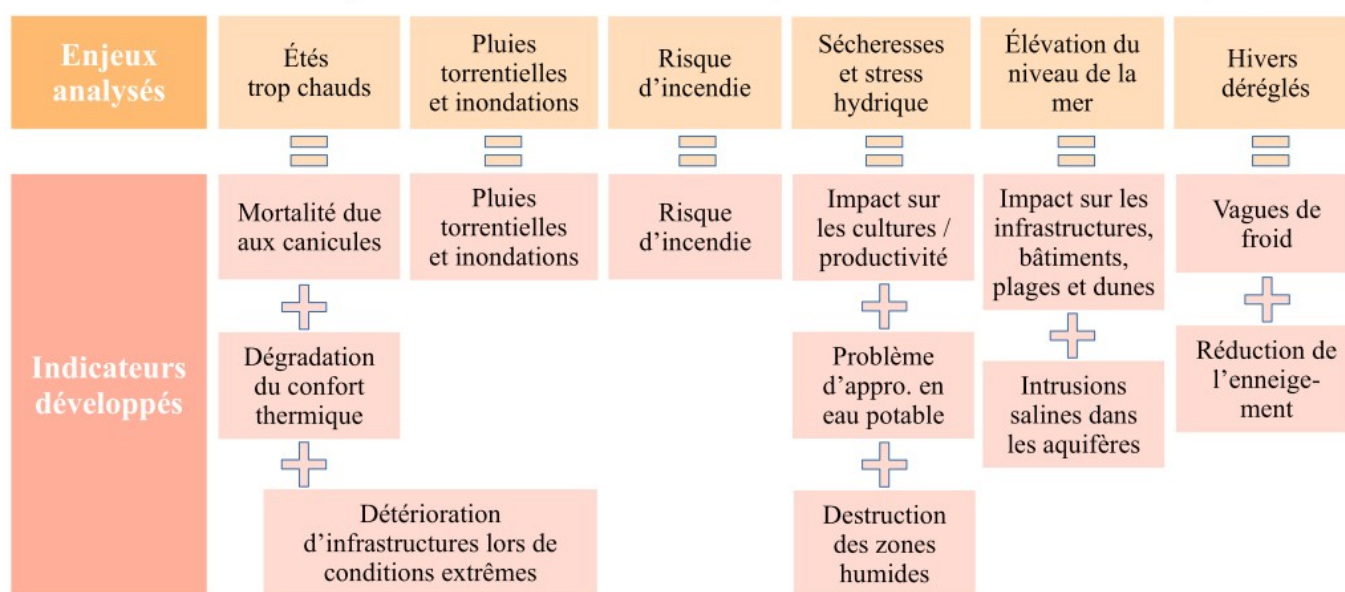 Enjeux
analysés
Étés
trop chauds
Pluies
torrentielles
et inondations
Risque
d'incendie
Sécheresses
et stress
hydrique
Élévation du
niveau de la
mer
Hivers
déréglés
Indicateurs
développés
Mortalité due
aux canicules
Pluies
torrentielles
et inondations
Risque
d'incendie
Impact sur
les cultures /
productivité
Impact sur les
infrastructures,
bâtiments,
plages et dunes
Vagues de
froid
Dégradation
du confort
thermique
Problème
d'appro. en
eau potable
Intrusions
salines dans
les aquifères
Réduction de
l'enneige-
ment
Détérioration
d'infrastructures lors de
conditions extrêmes
Destruction
des zones
humides